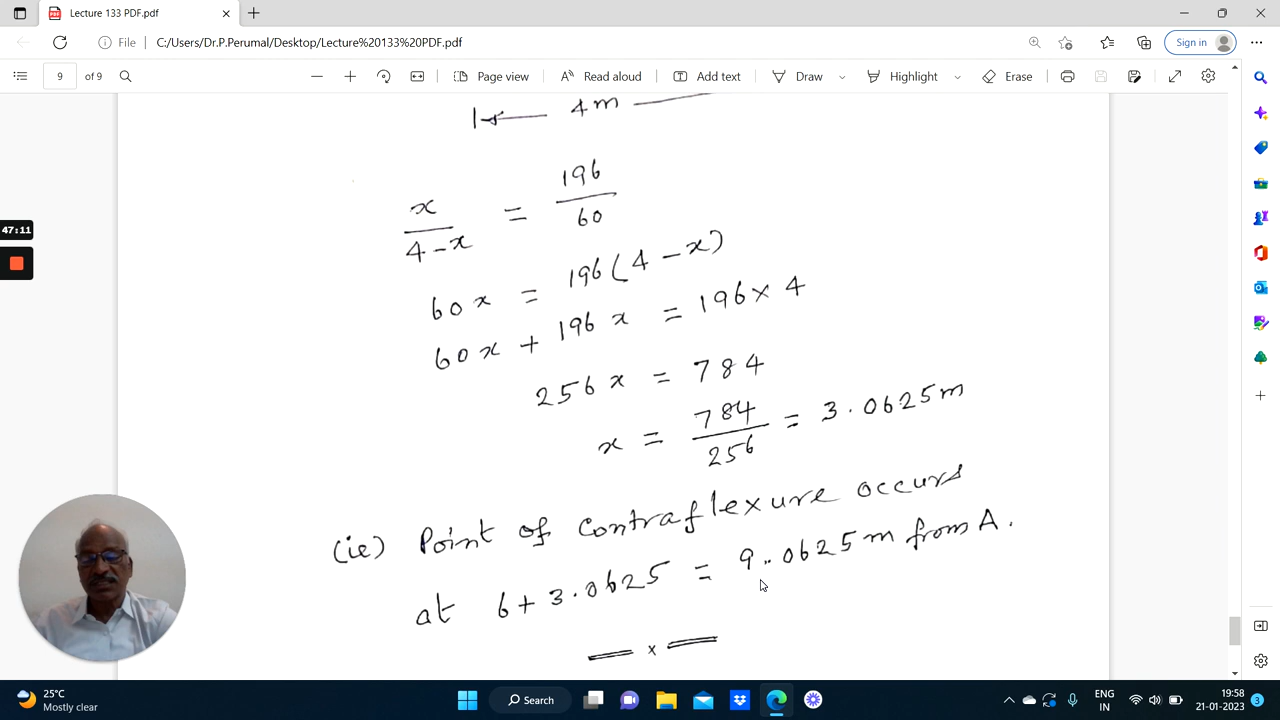 Lecture 133 PDF.pdf
File C:/Users/Dr.P.Perumal/Desktop/Lecture%20133%20PDF.pdf
Sign in
9 of 9
Page view
Read aloud
Add text
Draw
Highlight
Erase
4 m
x/(4-x) = 196/60
60x = 196(4-x)
60x + 196x = 196×4
256x = 784
x = 784/256 = 3.0625m
(ie) Point of contraflexure occurs
at 6+3.0625 = 9..0625m from A.
x
47:11
25°C
Mostly clear
Search
ENG
IN
19:58
21-01-2023
3